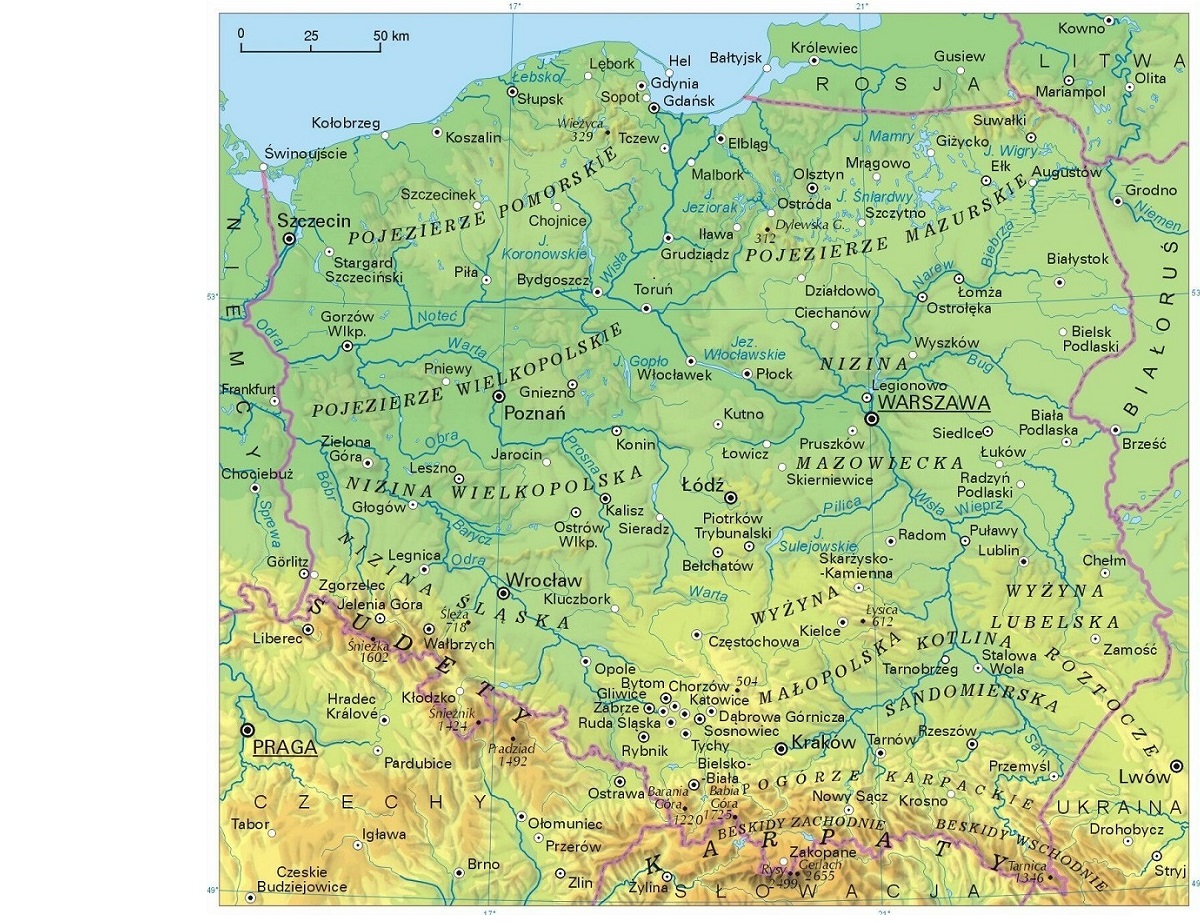 17°
21°
0
25
50 km
Kowno
LITWA
Olita
Mariampol
Gusiew
Królewiec
Bałtyjsk
ROSJA
Hel
Lębork
J.
Łebsko
Słupsk
Gdynia
Sopot
Gdańsk
Wieżyca
329
Tczew
Kołobrzeg
Koszalin
Elbląg
Suwałki
J. Mamry
Giżycko
J. Wigry
Świnoujście
Malbork
Mrągowo
Ełk
Augustów
Szczecinek
Olsztyn
Ostróda
J. Śniardwy
Szczytno
J.
Jeziorak
Grodno
Niemen
Szczecin
POJEZIERZE POMORSKIE
Chojnice
Iława
Dylewska G.
312
POJEZIERZE MAZURSKIE
Biebrza
Grudziądz
J.
Koronowskie
Wisła
Stargard
Szczeciński
Piła
Bydgoszcz
Toruń
Działdowo
Narew
Łomża
Białystok
53°
53
Ostrołęka
Ciechanów
Gorzów
Wlkp.
Noteć
Odra
Warta
NIEMCY
BIAŁORUŚ
Bielsk
Podlaski
Wyszków
Jez.
Włocławskie
Włocławek
J. Gopło
Płock
NIZINA
Bug
Pniewy
POJEZIERZE WIELKOPOLSKIE
Gniezno
Frankfurt
Poznań
Legionowo
WARSZAWA
Kutno
Biała
Podlaska
Konin
Pruszków
Siedlce
Brześć
Zielona
Góra
Obra
Prosna
Łowicz
Łuków
Jarocin
Leszno
MAZOWIECKA
Skierniewice
Radzyń
Podlaski
Chociebuż
Bóbr
NIZINA WIELKOPOLSKA
Łódź
Głogów
Kalisz
Sieradz
Pilica
Wisła
Wieprz
Sprewa
Barycz
Ostrów
Wlkp.
Piotrków
Trybunalski
J.
Sulejowskie
Radom
Puławy
Lublin
Bełchatów
Skarżysko-
-Kamienna
Chełm
Görlitz
Legnica
Odra
NIZINA ŚLĄSKA
Zgorzelec
Wrocław
Kluczbork
Warta
WYŻYNA
WYŻYNA
LUBELSKA
Jelenia Góra
Ślęża
718
Łysica
612
Kielce
Częstochowa
Liberec
Śnieżka
1602
Wałbrzych
SUDETY
KOTLINA
MAŁOPOLSKA
Zamość
Tarnobrzeg
Stalowa
Wola
ROZTOCZE
Opole
Kłodzko
Bytom
Chorzów
504
Gliwice
Katowice
Zabrze
Dąbrowa Górnicza
SANDOMIERSKA
Hradec
Králové
Śnieżnik
1424
Ruda Śląska
Sosnowiec
Tychy
Rybnik
Kraków
Tarnów
Rzeszów
San
PRAGA
Pradziad
1492
Pardubice
Przemyśl
Lwów
Bielsko-
-Biała
POGÓRZE KARPACKIE
Ostrawa
Barania
Góra
1220
Babia
Góra
1725
Nowy Sącz
Krosno
UKRAINA
CZECHY
Tabor
Ołomuniec
BESKIDY ZACHODNIE
BESKIDY WSCHODNIE
Drohobycz
Igława
Przerów
KARPATY
Zakopane
Brno
Gerlach
2655
Rysy
2499
Tarnica
1346
Stryj
Czeskie
Budziejowice
Zlin
Żylina
SŁOWACJA
49°
49
17°
21°